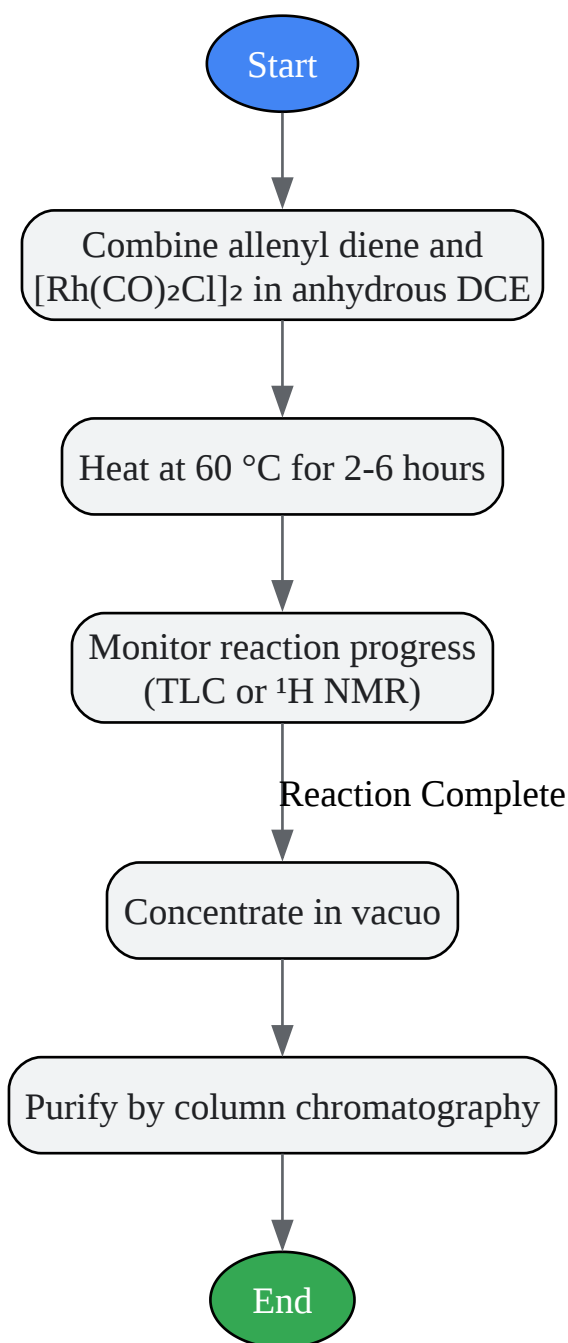 Start
Combine allenyl diene and
[Rh(CO)₂Cl]₂ in anhydrous DCE
Heat at 60 °C for 2-6 hours
Monitor reaction progress
(TLC or ¹H NMR)
Reaction Complete
Concentrate in vacuo
Purify by column chromatography
End